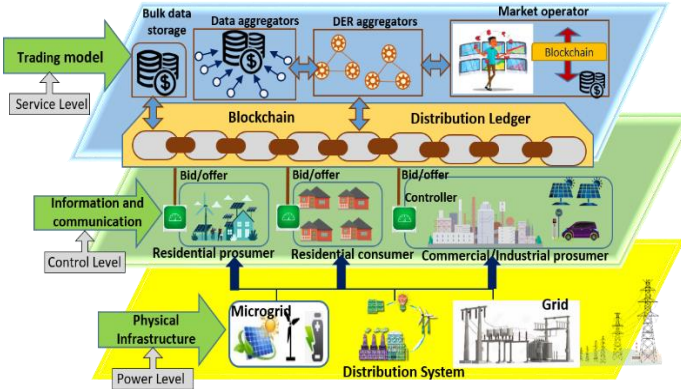 Bulk data
storage
Data aggregators
DER aggregators
Market operator
Trading model
Blockchain
Service Level
Blockchain
Distribution Ledger
Bid/offer
Bid/offer
Bid/offer
Controller
Information and
communication
Control Level
Residential prosumer
Residential consumer
Commercial/Industrial prosumer
Microgrid
Grid
Physical
Infrastructure
Distribution System
Power Level